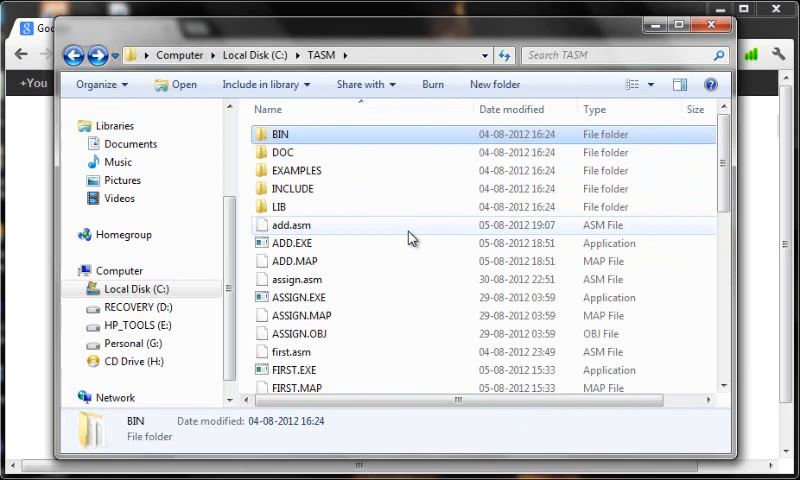 Goo
+You
Computer ▸ Local Disk (C:) ▸ TASM ▸
Search TASM
Organize Open Include in library Share with Burn New folder
Name Date modified Type Size
Libraries
Documents
Music
Pictures
Videos
Homegroup
Computer
Local Disk (C:)
RECOVERY (D:)
HP_TOOLS (E:)
Personal (G:)
CD Drive (H:)
Network
BIN 04-08-2012 16:24 File folder
DOC 04-08-2012 16:24 File folder
EXAMPLES 04-08-2012 16:24 File folder
INCLUDE 04-08-2012 16:24 File folder
LIB 04-08-2012 16:24 File folder
add.asm 05-08-2012 19:07 ASM File
ADD.EXE 05-08-2012 18:51 Application
ADD.MAP 05-08-2012 18:51 MAP File
assign.asm 30-08-2012 22:51 ASM File
ASSIGN.EXE 29-08-2012 03:59 Application
ASSIGN.MAP 29-08-2012 03:59 MAP File
ASSIGN.OBJ 29-08-2012 03:59 OBJ File
first.asm 04-08-2012 23:49 ASM File
FIRST.EXE 05-08-2012 15:33 Application
FIRST.MAP 05-08-2012 15:33 MAP File
BIN Date modified: 04-08-2012 16:24
File folder